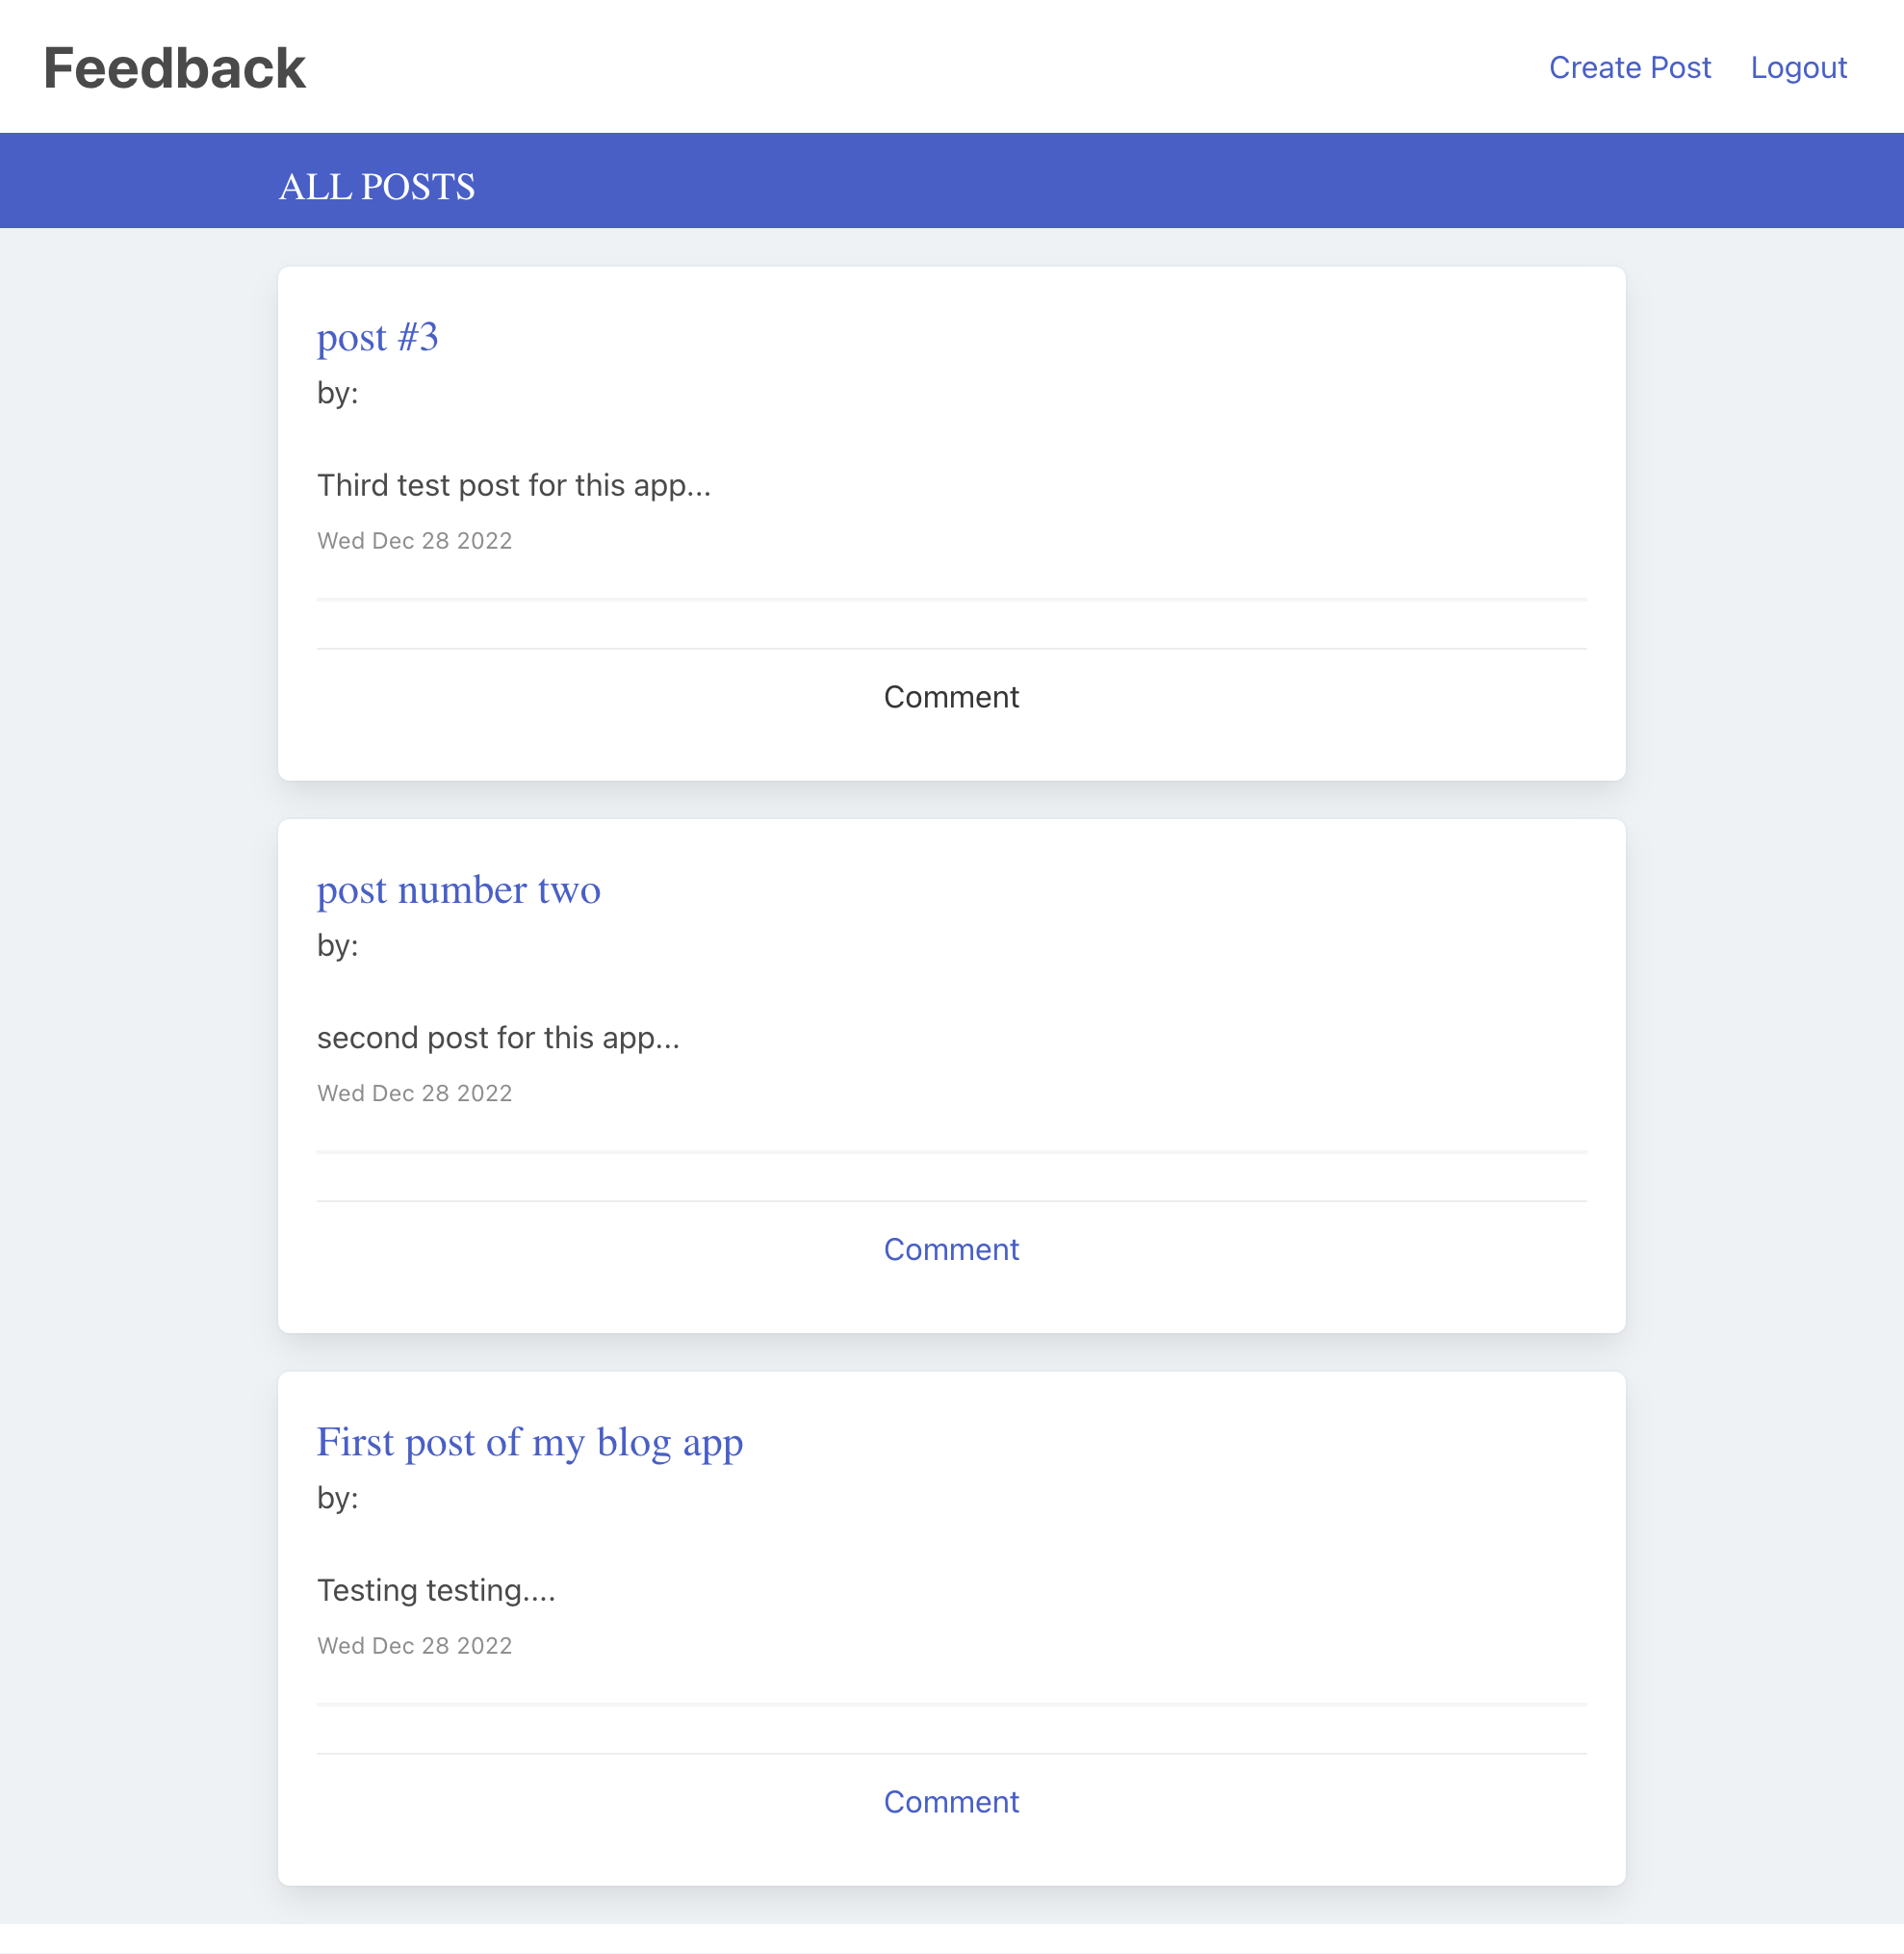 Feedback
Create Post Logout
ALL POSTS
post #3
by:
Third test post for this app...
Wed Dec 28 2022
Comment
post number two
by:
second post for this app...
Wed Dec 28 2022
Comment
First post of my blog app
by:
Testing testing....
Wed Dec 28 2022
Comment